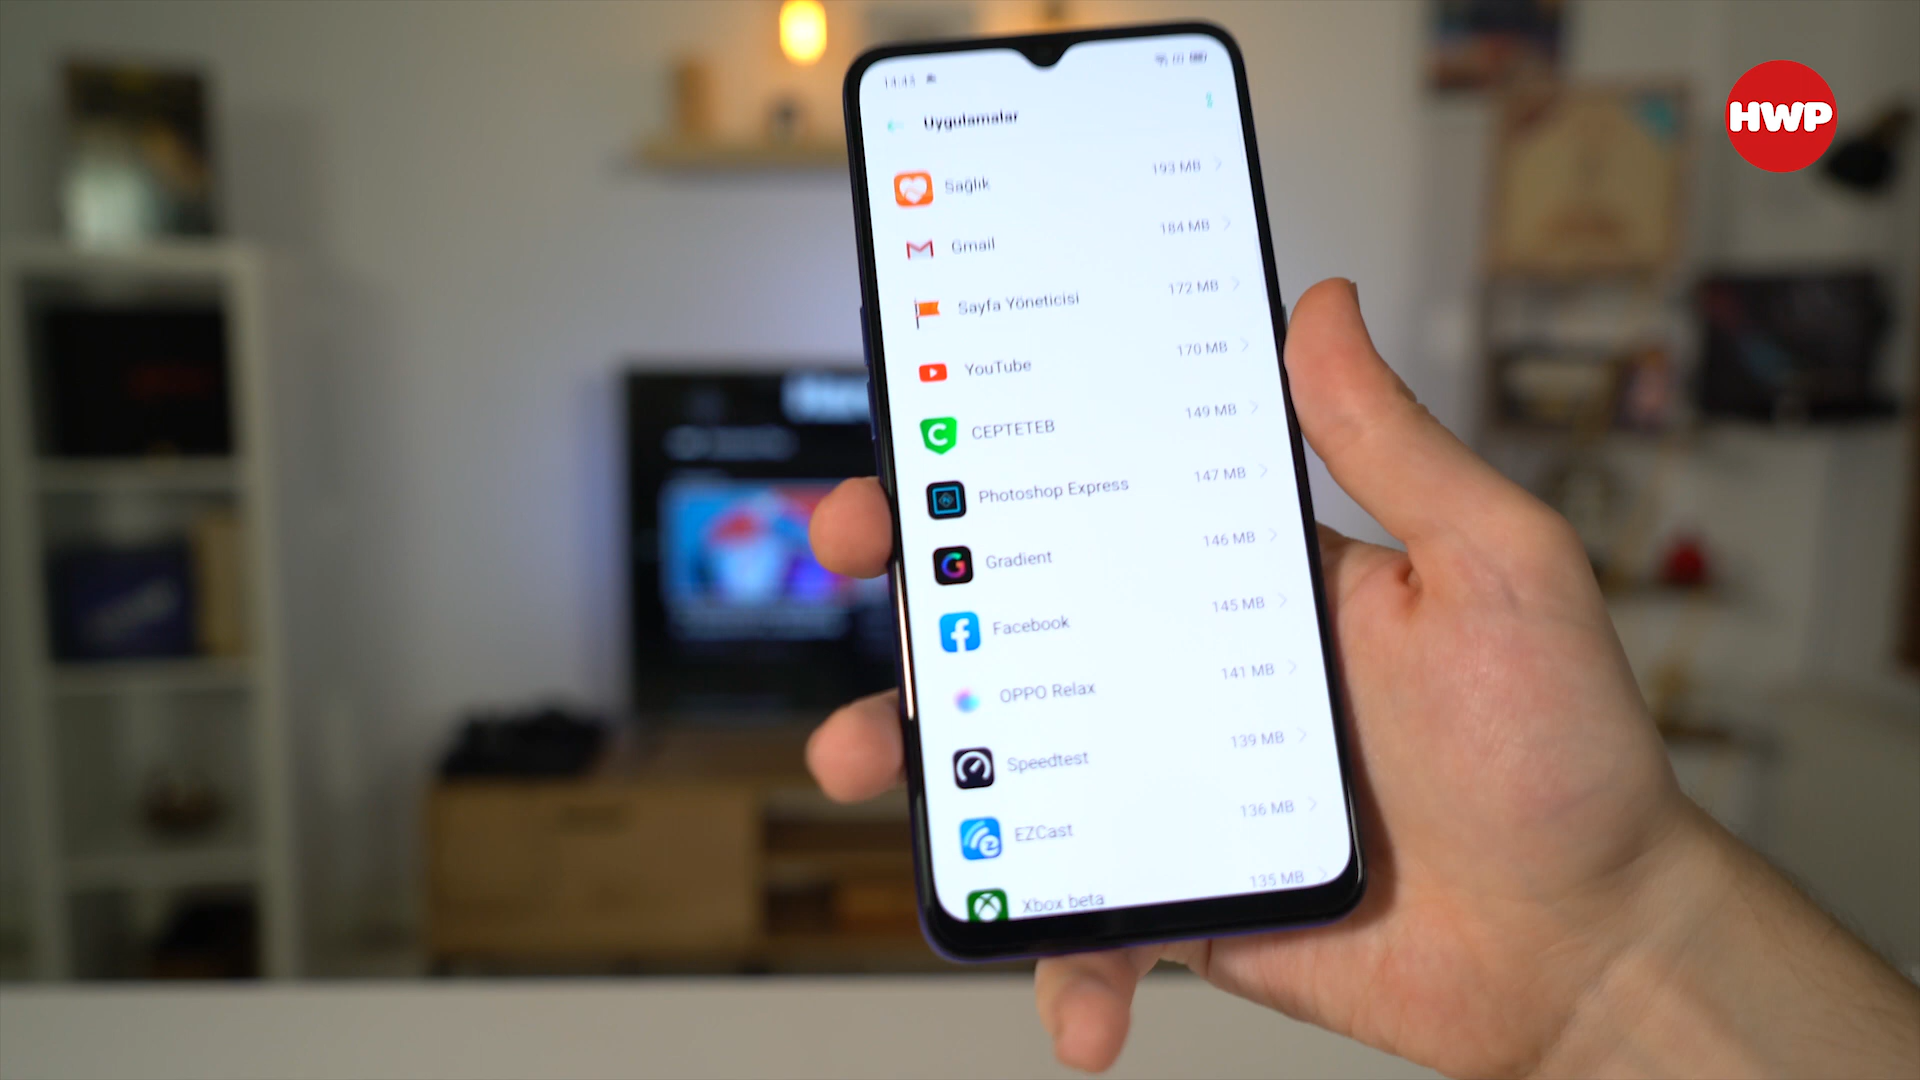 HWP
14:43
Uygulamalar
Sağlık 193 MB
Gmail 184 MB
Sayfa Yöneticisi 172 MB
YouTube 170 MB
CEPTETEB 149 MB
Photoshop Express 147 MB
Gradient 146 MB
Facebook 145 MB
OPPO Relax 141 MB
Speedtest 139 MB
EZCast 136 MB
Xbox beta 135 MB